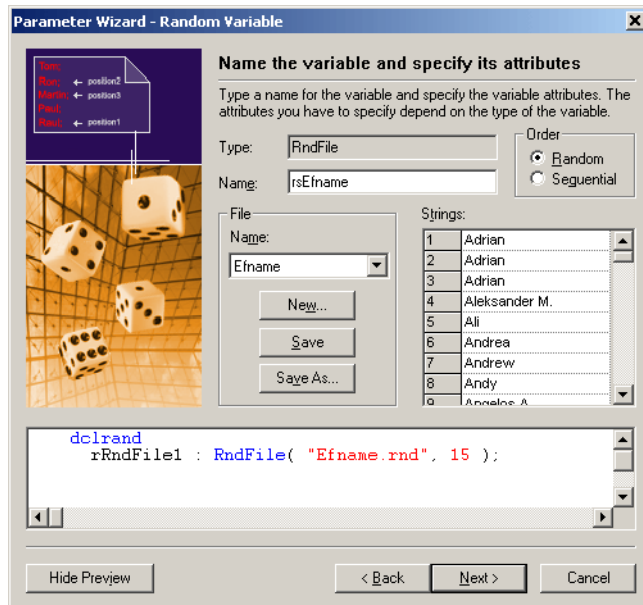 Parameter Wizard - Random Variable
Tom;
Ron; ← position2
Martin; ← position3
Paul;
Raul; ← position1
Name the variable and specify its attributes
Type a name for the variable and specify the variable attributes. The
attributes you have to specify depend on the type of the variable.
Type: RndFile
Name: rsEfname
Order
Random
Sequential
File
Name:
Efname
New...
Save
Save As...
Strings:
1 Adrian
2 Adrian
3 Adrian
4 Aleksander M.
5 Ali
6 Andrea
7 Andrew
8 Andy
9 Angelos A.
dclrand
rRndFile1 : RndFile( "Efname.rnd", 15 );
Hide Preview
< Back
Next >
Cancel